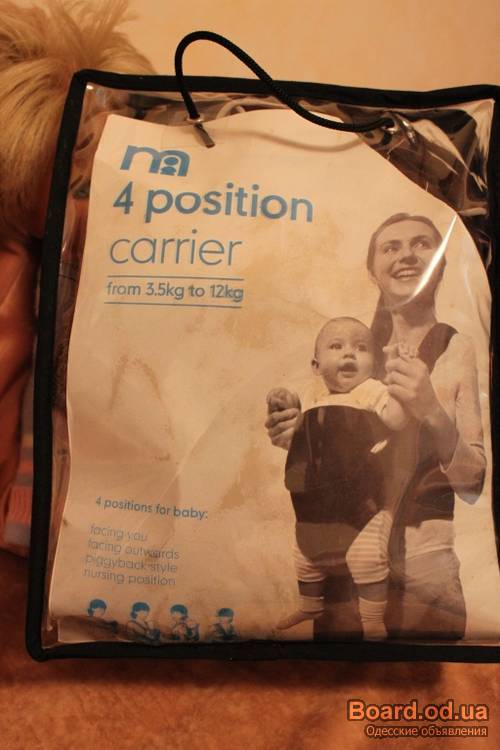 4 position
carrier
from 3.5kg to 12kg
4 positions for baby:
facing you
facing outwards
piggyback style
nursing position
Board.od.ua
Одесские объявления